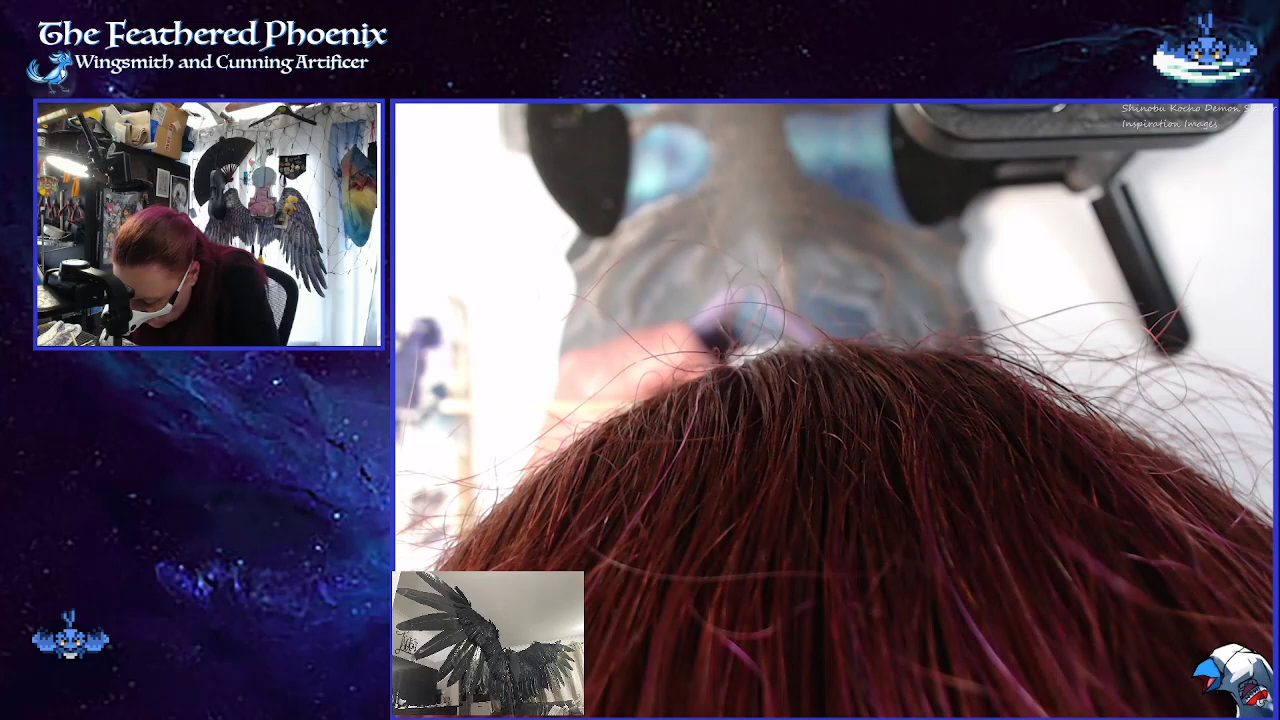 The Feathered Phoenix
Wingsmith and Cunning Artificer
Shinobu Kocho Demon
Inspiration Images